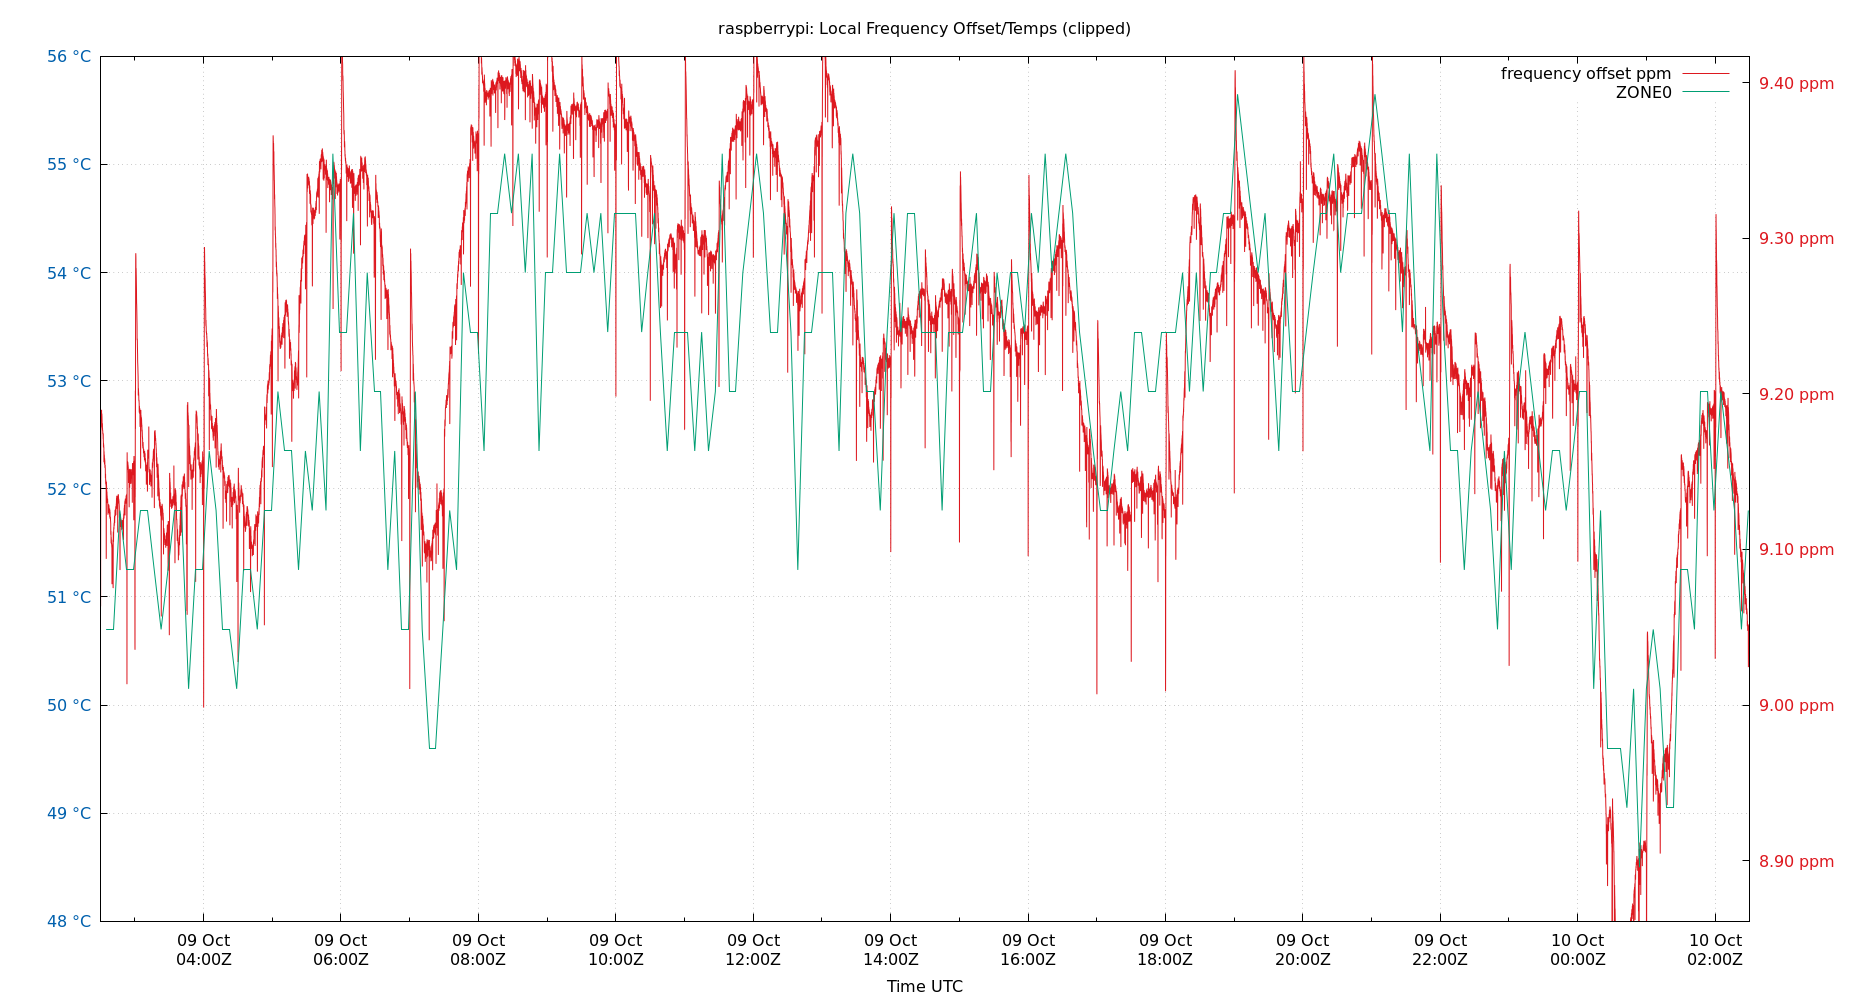 raspberrypi: Local Frequency Offset/Temps (clipped)
frequency offset ppm
ZONE0
56 °C
55 °C
54 °C
53 °C
52 °C
51 °C
50 °C
49 °C
48 °C
9.40 ppm
9.30 ppm
9.20 ppm
9.10 ppm
9.00 ppm
8.90 ppm
09 Oct 09 Oct 09 Oct 09 Oct 09 Oct 09 Oct 09 Oct 09 Oct 09 Oct 09 Oct 10 Oct 10 Oct
04:00Z 06:00Z 08:00Z 10:00Z 12:00Z 14:00Z 16:00Z 18:00Z 20:00Z 22:00Z 00:00Z 02:00Z
Time UTC